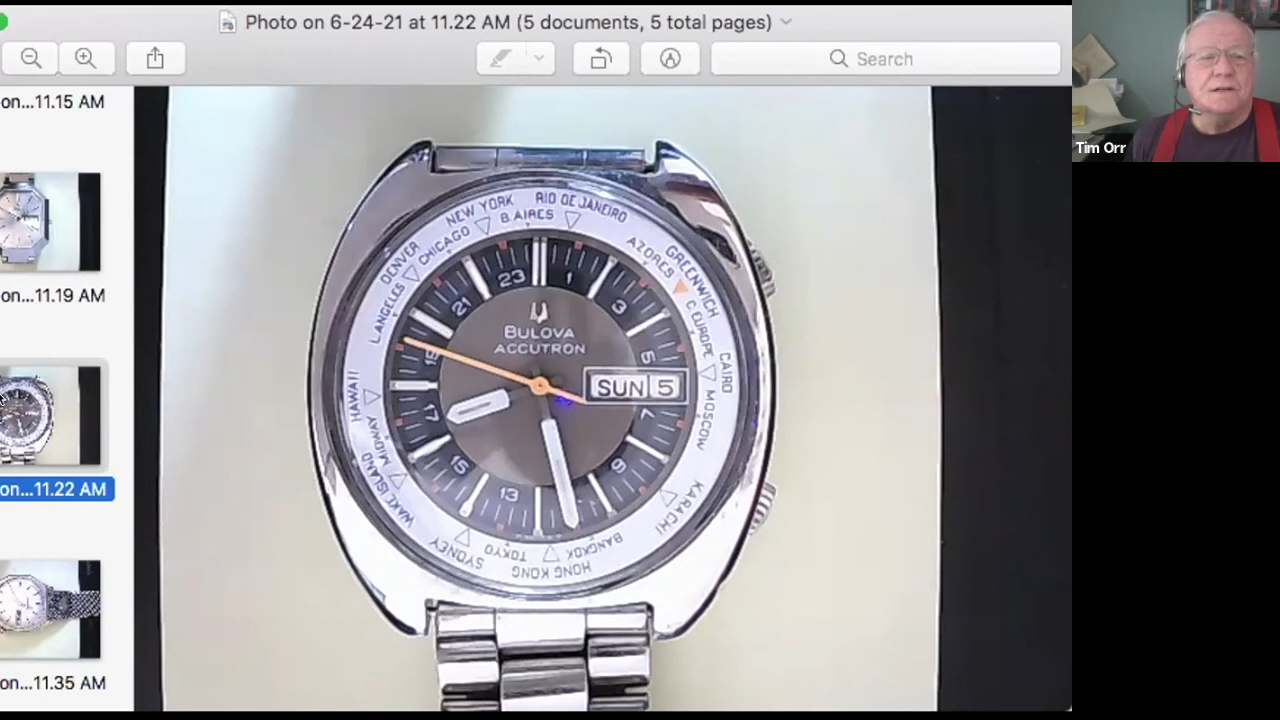 Photo on 6-24-21 at 11.22 AM (5 documents, 5 total pages)
Search
on...11.15 AM
on...11.19 AM
on...11.22 AM
on...11.35 AM
Tim Orr
NEW YORK
RIO DE JANEIRO
B.AIRES
DENVER
CHICAGO
AZORES
GREENWICH
L.ANGELES
C.EUROPE
CAIRO
HAWAII
MOSCOW
MIDWAY
WAKE ISLAND
KARACHI
SYDNEY
TOKYO
BANGKOK
HONG KONG
23
1
21
3
5
7
17
15
9
13
BULOVA
ACCUTRON
SUN 5